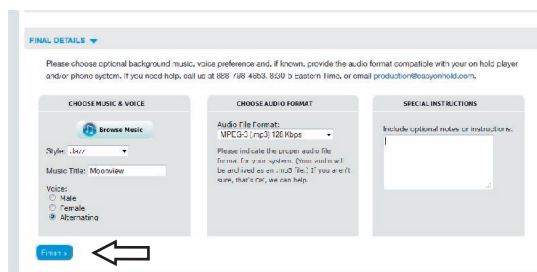 FINAL DETAILS
Please choose optional background music, voice preference and, if known, provide the audio format compatible with your on hold player
and/or phone system. If you need help, call us at 888-798-4653, 8:30-5 Eastern Time, or email production@easyonhold.com.
CHOOSE MUSIC & VOICE
Browse Music
Style: Jazz
Music Title: Moonview
Voice:
Male
Female
Alternating
CHOOSE AUDIO FORMAT
Audio File Format:
MPEG-3 (.mp3) 128 Kbps
Please indicate the proper audio file
format for your system. (Your audio will
be archived as an .mp3 file.) If you aren't
sure, that's OK, we can help.
SPECIAL INSTRUCTIONS
Include optional notes or instructions:
Finish »